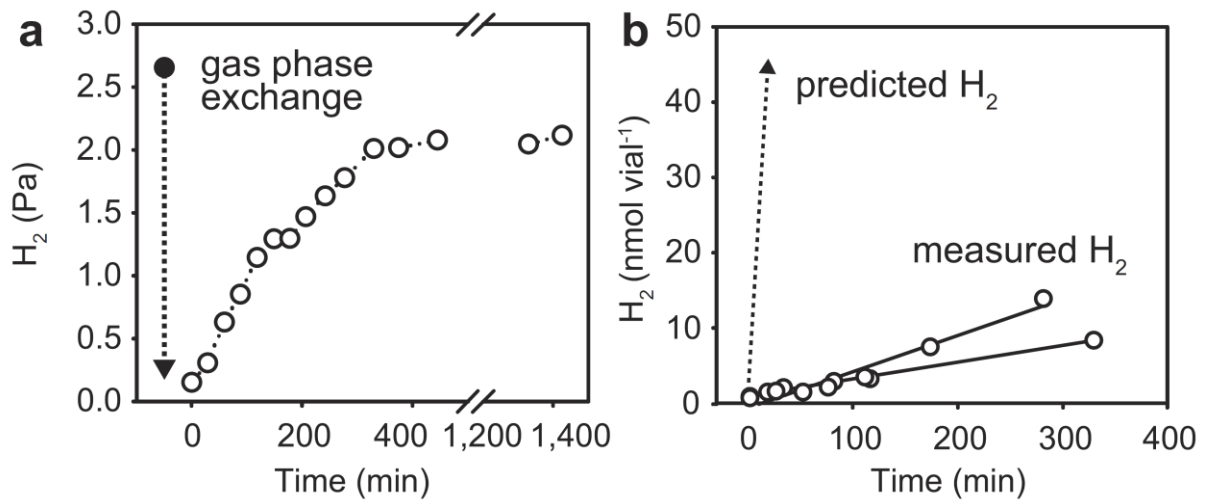 a
3.0
2.5
2.0
1.5
1.0
0.5
0.0
H₂ (Pa)
gas phase
exchange
0 200 400 1,200 1,400
Time (min)
b
50
40
30
20
10
0
H₂ (nmol vial⁻¹)
predicted H₂
measured H₂
0 100 200 300 400
Time (min)